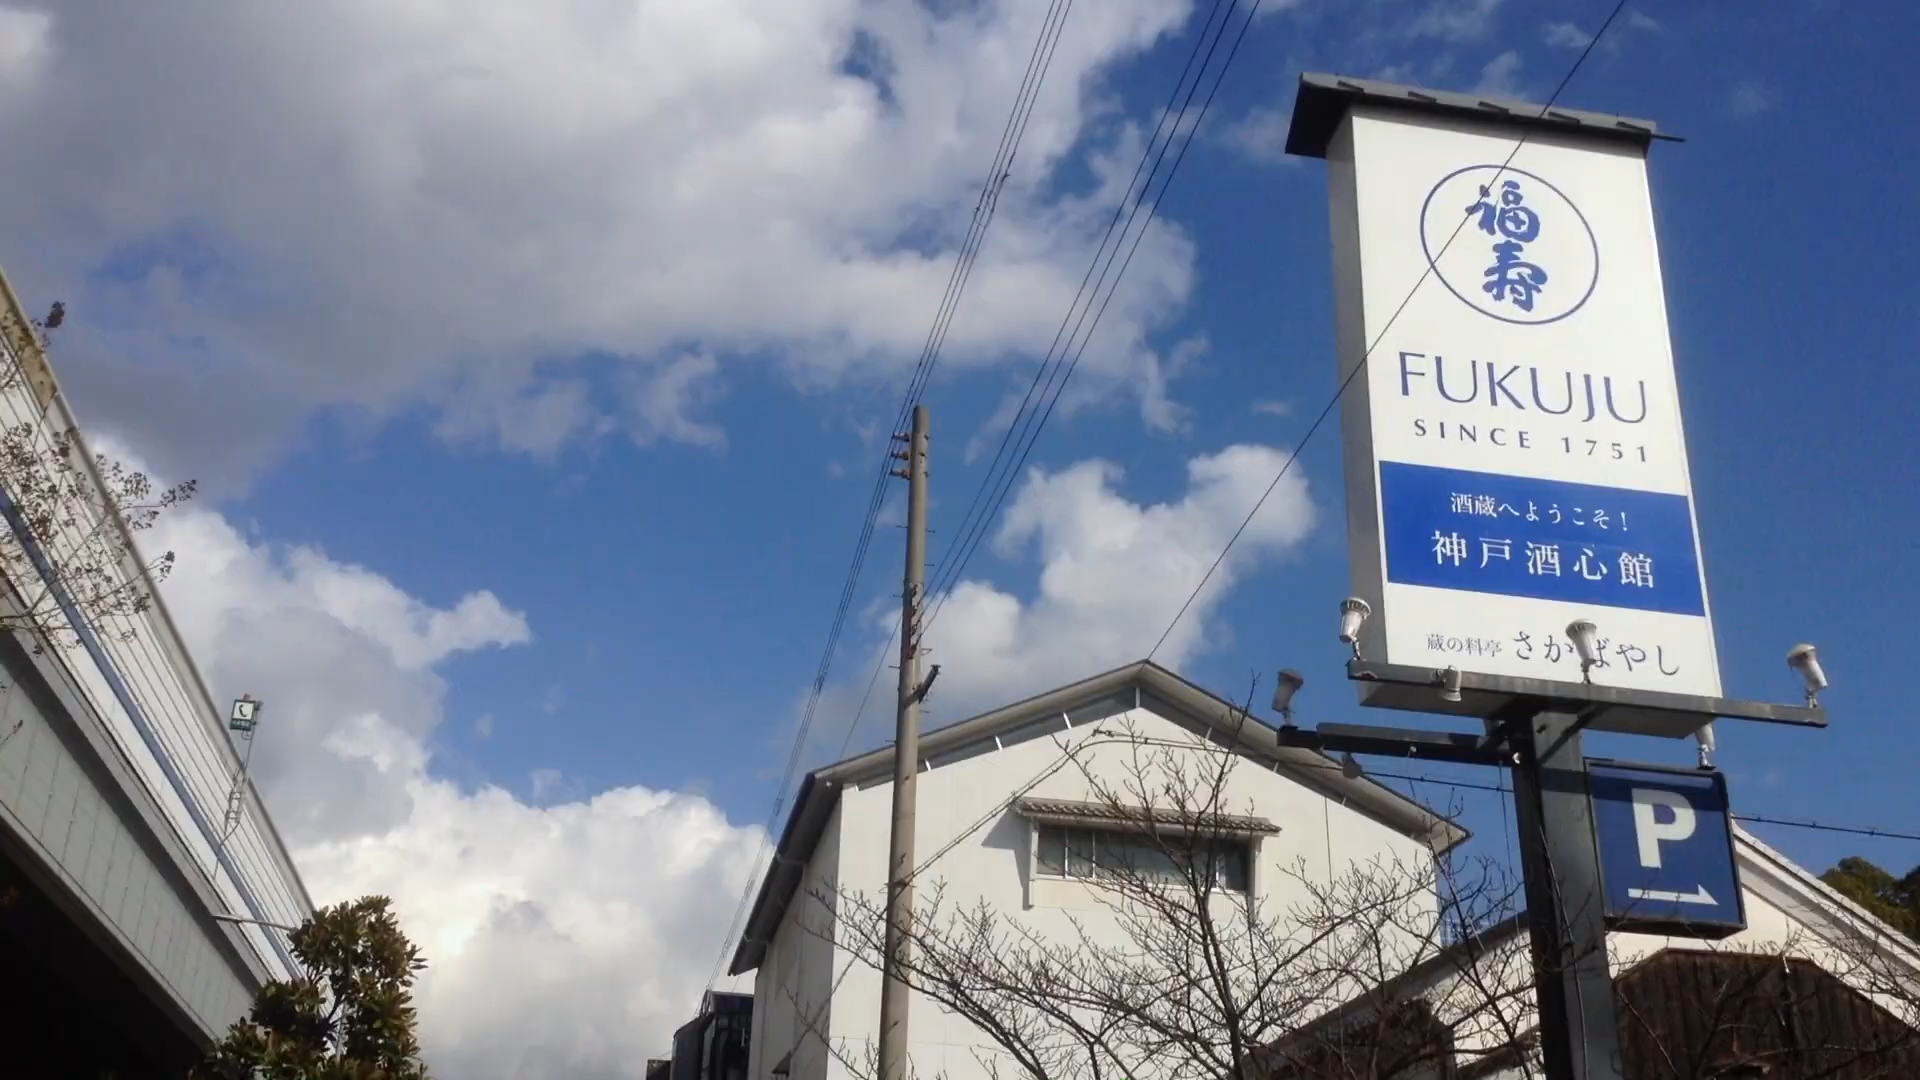 福
寿
FUKUJU
SINCE 1751
酒蔵へようこそ!
神戸酒心館
蔵の料亭 さかばやし
P